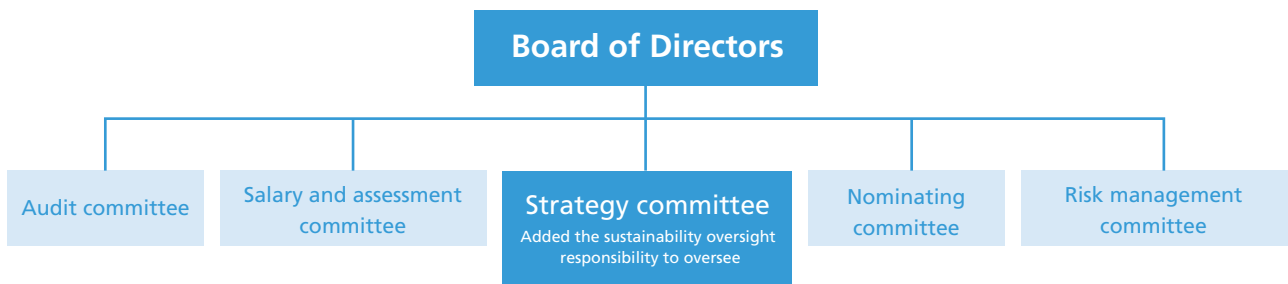 Board of Directors
Audit committee
Salary and assessment
committee
Strategy committee
Added the sustainability oversight
responsibility to oversee
Nominating
committee
Risk management
committee